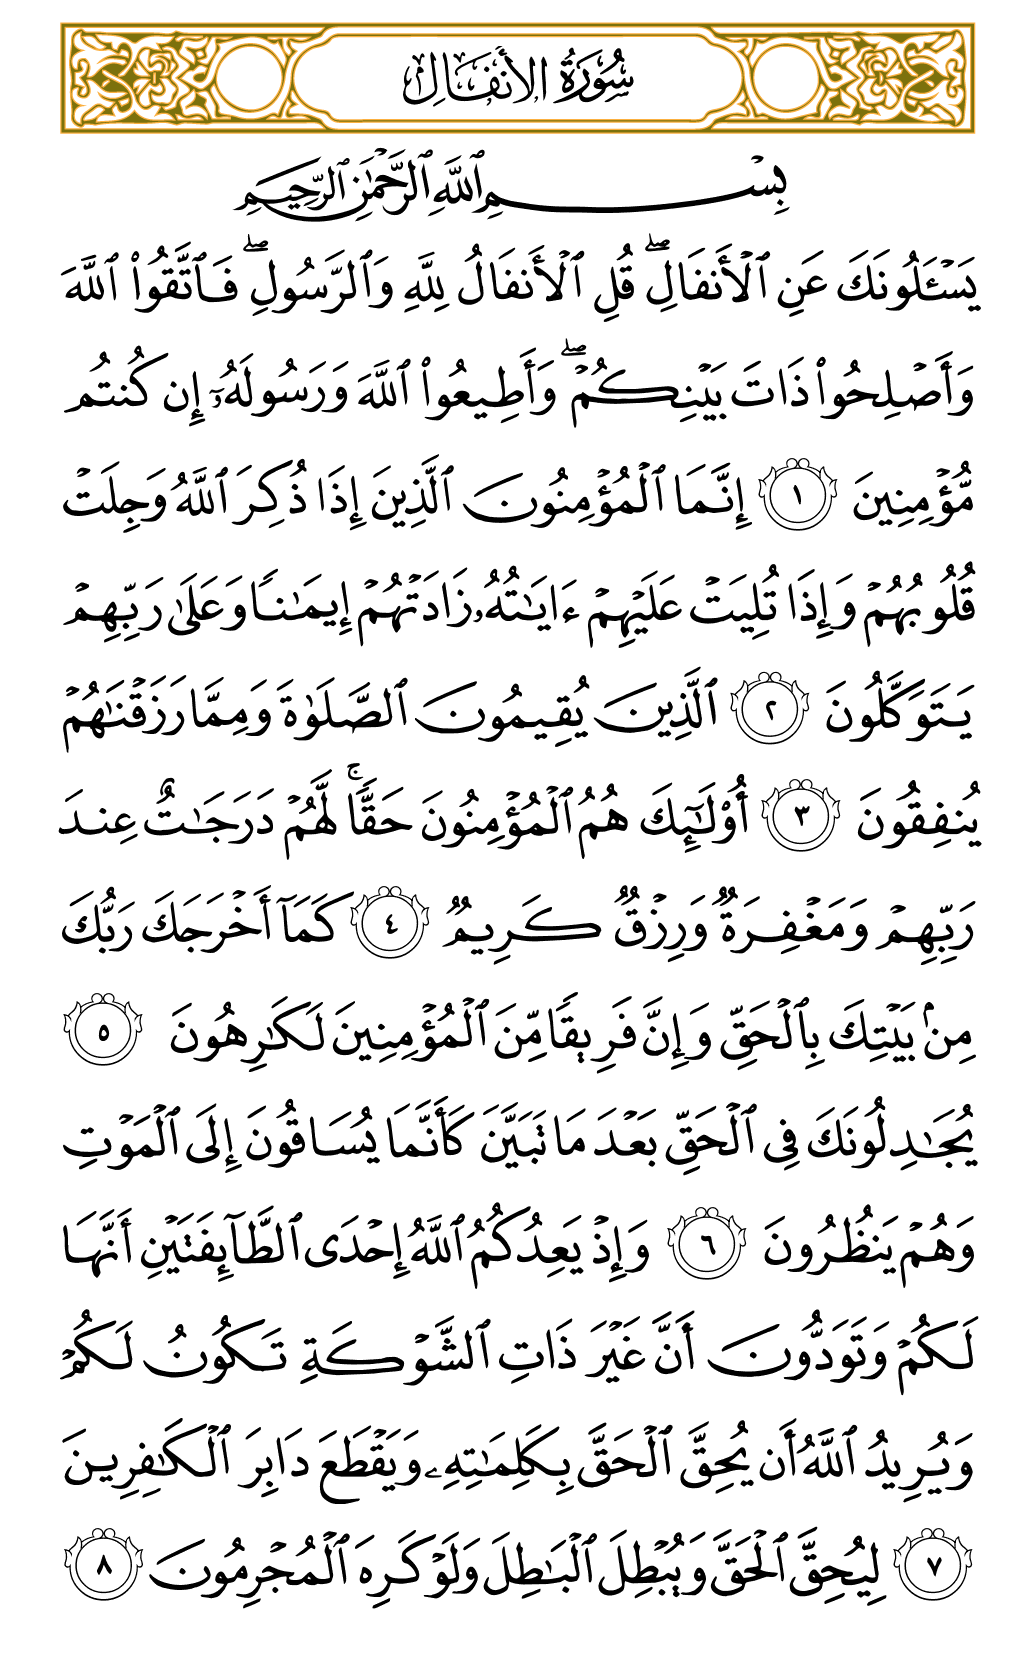 سُورَةُ الأَنفَالِ
بِسْمِ ٱللَّهِ ٱلرَّحْمَٰنِ ٱلرَّحِيمِ
يَسْـَٔلُونَكَ عَنِ ٱلْأَنفَالِۖ قُلِ ٱلْأَنفَالُ لِلَّهِ وَٱلرَّسُولِۖ فَٱتَّقُوا۟ ٱللَّهَ
وَأَصْلِحُوا۟ ذَاتَ بَيْنِكُمْۖ وَأَطِيعُوا۟ ٱللَّهَ وَرَسُولَهُۥٓ إِن كُنتُم
مُّؤْمِنِينَ ١ إِنَّمَا ٱلْمُؤْمِنُونَ ٱلَّذِينَ إِذَا ذُكِرَ ٱللَّهُ وَجِلَتْ
قُلُوبُهُمْ وَإِذَا تُلِيَتْ عَلَيْهِمْ ءَايَٰتُهُۥ زَادَتْهُمْ إِيمَٰنًا وَعَلَىٰ رَبِّهِمْ
يَتَوَكَّلُونَ ٢ ٱلَّذِينَ يُقِيمُونَ ٱلصَّلَوٰةَ وَمِمَّا رَزَقْنَٰهُمْ
يُنفِقُونَ ٣ أُو۟لَٰٓئِكَ هُمُ ٱلْمُؤْمِنُونَ حَقًّاۚ لَّهُمْ دَرَجَٰتٌ عِندَ
رَبِّهِمْ وَمَغْفِرَةٌ وَرِزْقٌ كَرِيمٌ ٤ كَمَآ أَخْرَجَكَ رَبُّكَ
مِنۢ بَيْتِكَ بِٱلْحَقِّ وَإِنَّ فَرِيقًا مِّنَ ٱلْمُؤْمِنِينَ لَكَٰرِهُونَ ٥
يُجَٰدِلُونَكَ فِى ٱلْحَقِّ بَعْدَ مَا تَبَيَّنَ كَأَنَّمَا يُسَاقُونَ إِلَى ٱلْمَوْتِ
وَهُمْ يَنظُرُونَ ٦ وَإِذْ يَعِدُكُمُ ٱللَّهُ إِحْدَى ٱلطَّآئِفَتَيْنِ أَنَّهَا
لَكُمْ وَتَوَدُّونَ أَنَّ غَيْرَ ذَاتِ ٱلشَّوْكَةِ تَكُونُ لَكُمْ
وَيُرِيدُ ٱللَّهُ أَن يُحِقَّ ٱلْحَقَّ بِكَلِمَٰتِهِۦ وَيَقْطَعَ دَابِرَ ٱلْكَٰفِرِينَ
٧ لِيُحِقَّ ٱلْحَقَّ وَيُبْطِلَ ٱلْبَٰطِلَ وَلَوْ كَرِهَ ٱلْمُجْرِمُونَ ٨